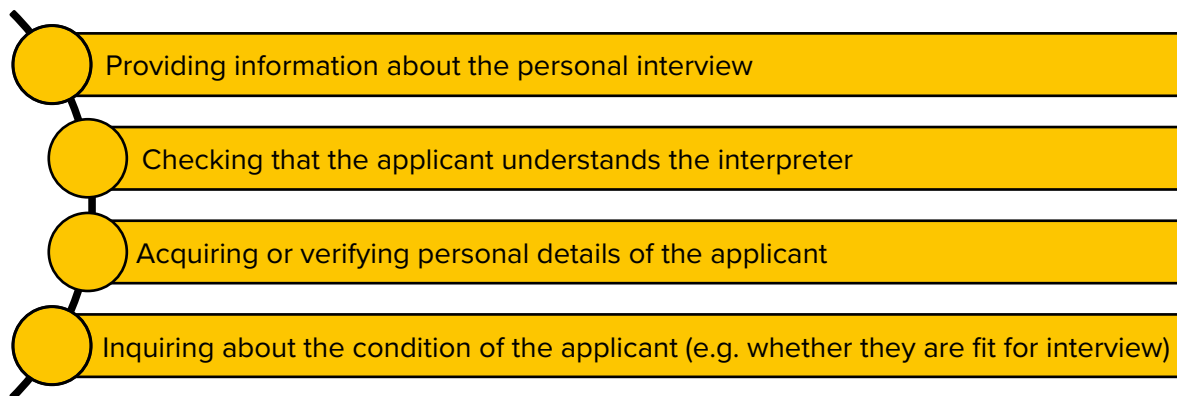 Providing information about the personal interview
Checking that the applicant understands the interpreter
Acquiring or verifying personal details of the applicant
Inquiring about the condition of the applicant (e.g. whether they are fit for interview)